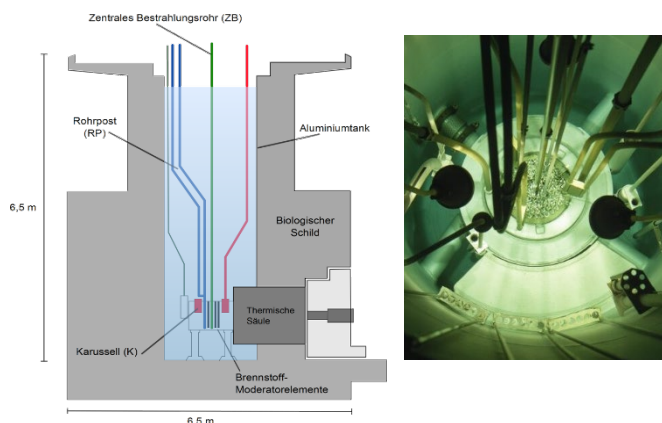 Zentrales Bestrahlungsrohr (ZB)
Rohrpost
(RP)
Aluminiumtank
6,5 m
Biologischer
Schild
Thermische
Säule
Karussell (K)
Brennstoff-
Moderatorelemente
6,5 m